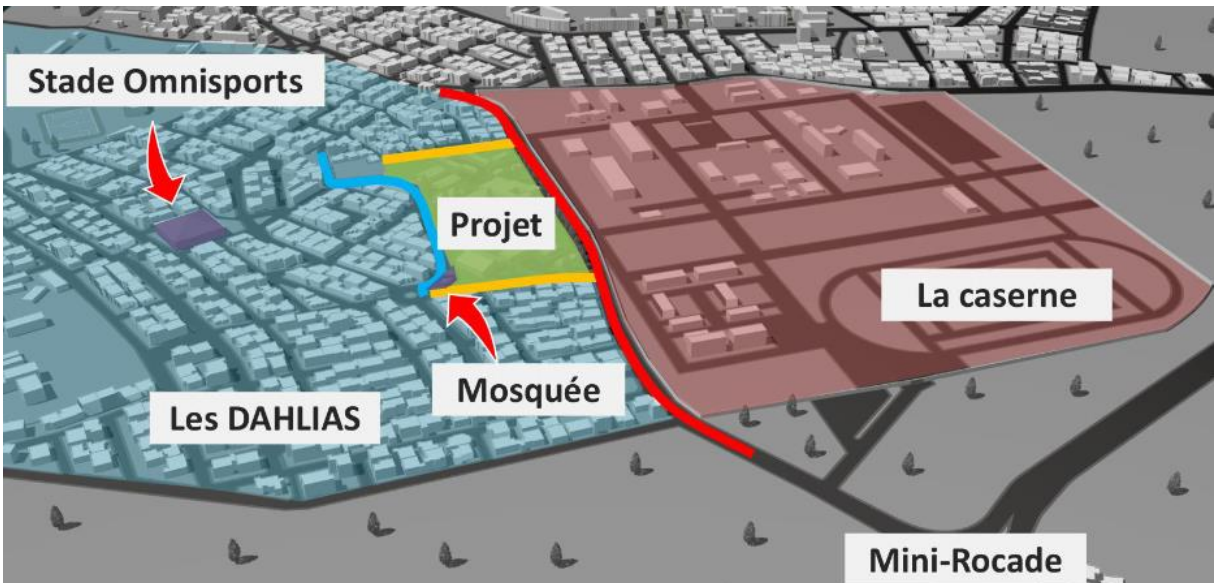 Stade Omnisports
Projet
La caserne
Mosquée
Les DAHLIAS
Mini-Rocade